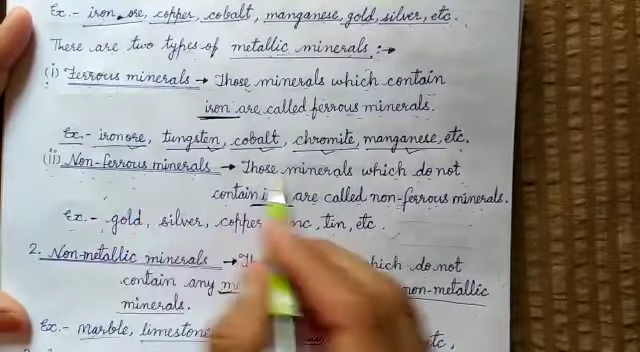 Ex.- iron ore, copper, cobalt, manganese, gold, silver, etc.
There are two types of metallic minerals :→
(i) Ferrous minerals → Those minerals which contain
iron are called ferrous minerals.
Ex.- iron ore, tungsten, cobalt, chromite, manganese, etc.
(ii) Non-ferrous minerals → Those minerals which do not
contain are called non-ferrous minerals.
Ex.- gold, silver, copper, tin, etc.
2. Non-metallic minerals → which do not
contain any non-metallic
minerals.
Ex.- marble, limestone etc,